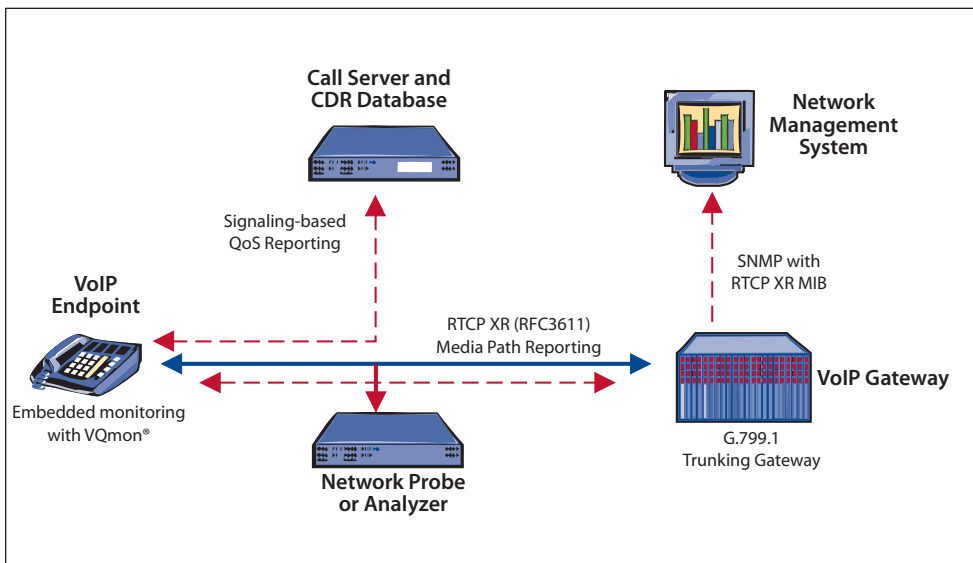 Call Server and
CDR Database
Network
Management
System
Signaling-based
QoS Reporting
SNMP with
RTCP XR MIB
VoIP
Endpoint
RTCP XR (RFC3611)
Media Path Reporting
VoIP Gateway
Embedded monitoring
with VQmon®
G.799.1
Trunking Gateway
Network Probe
or Analyzer